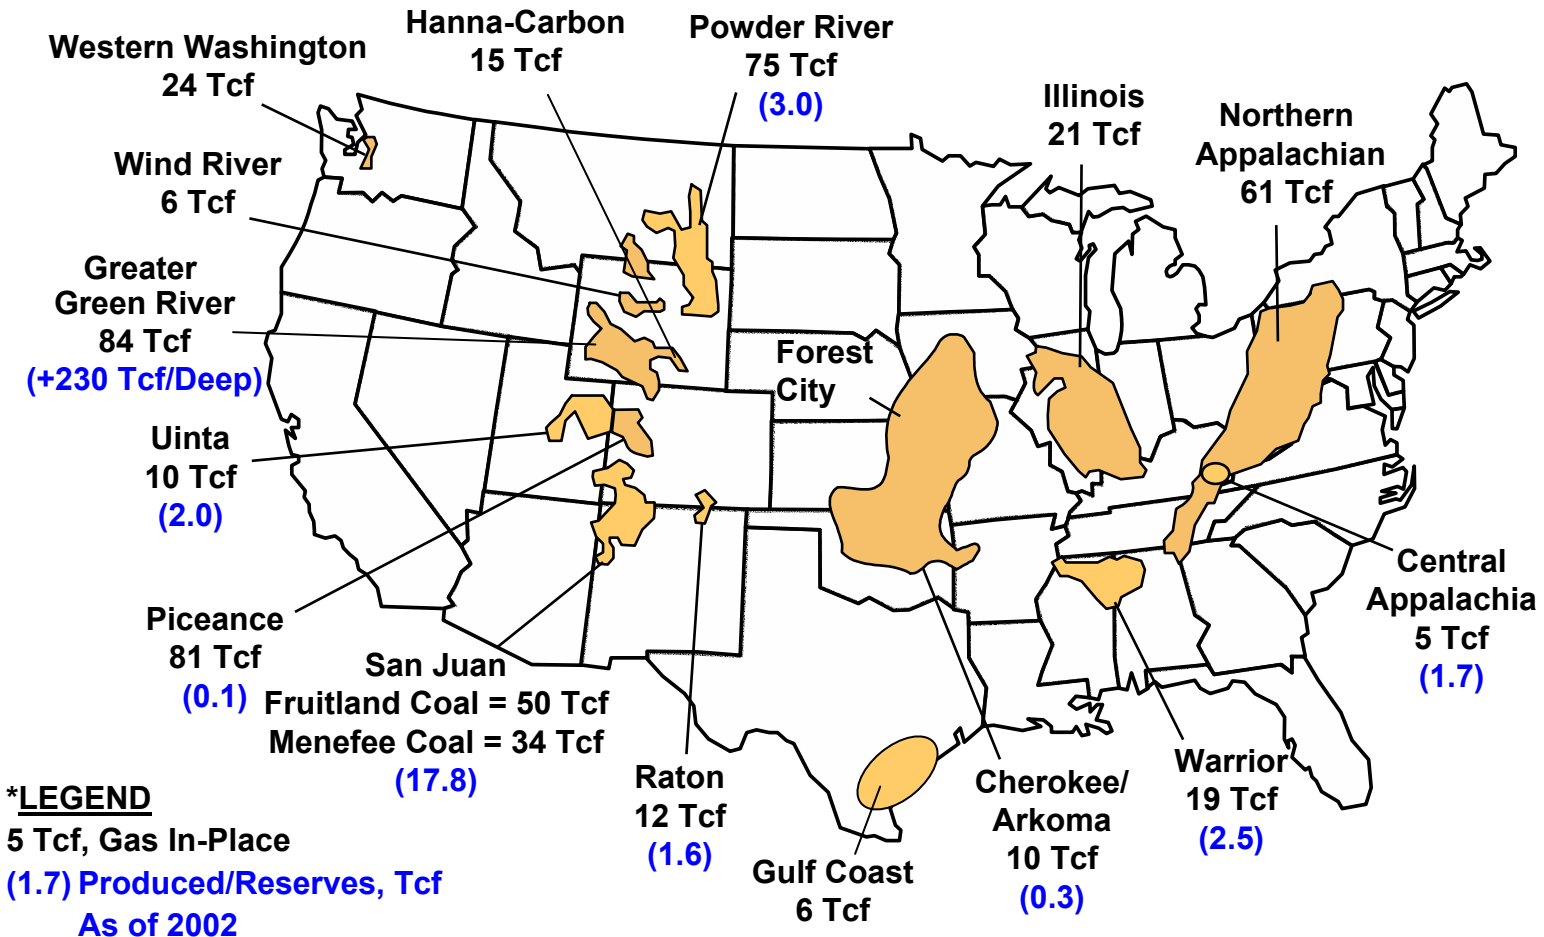 Hanna-Carbon
15 Tcf
Powder River
75 Tcf
(3.0)
Western Washington
24 Tcf
Illinois
21 Tcf
Northern
Appalachian
61 Tcf
Wind River
6 Tcf
Greater
Green River
84 Tcf
(+230 Tcf/Deep)
Forest
City
Uinta
10 Tcf
(2.0)
Central
Appalachia
5 Tcf
(1.7)
Piceance
81 Tcf
(0.1)
San Juan
Fruitland Coal = 50 Tcf
Menefee Coal = 34 Tcf
(17.8)
Raton
12 Tcf
(1.6)
Gulf Coast
6 Tcf
Cherokee/
Arkoma
10 Tcf
(0.3)
Warrior
19 Tcf
(2.5)
*LEGEND
5 Tcf, Gas In-Place
(1.7) Produced/Reserves, Tcf
As of 2002